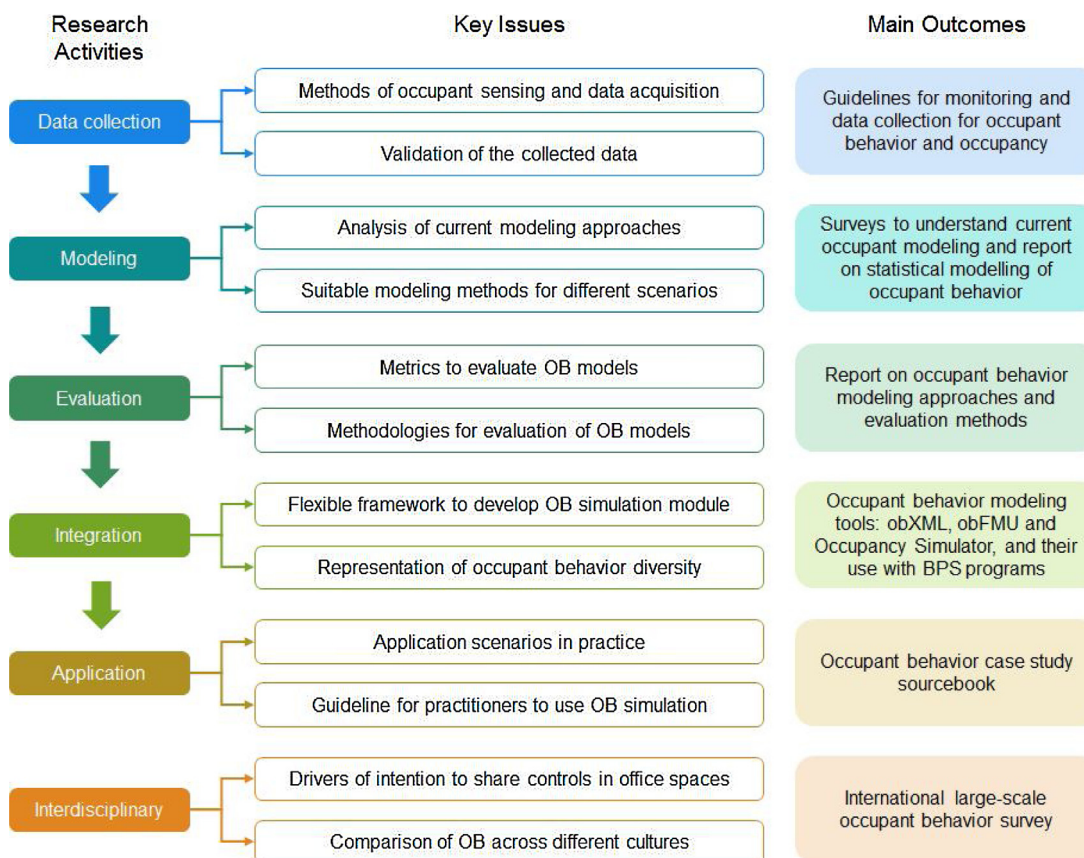 Research
Activities
Key Issues
Main Outcomes
Data collection
Methods of occupant sensing and data acquisition
Validation of the collected data
Guidelines for monitoring and
data collection for occupant
behavior and occupancy
Modeling
Analysis of current modeling approaches
Suitable modeling methods for different scenarios
Surveys to understand current
occupant modeling and report
on statistical modelling of
occupant behavior
Evaluation
Metrics to evaluate OB models
Methodologies for evaluation of OB models
Report on occupant behavior
modeling approaches and
evaluation methods
Integration
Flexible framework to develop OB simulation module
Representation of occupant behavior diversity
Occupant behavior modeling
tools: obXML, obFMU and
Occupancy Simulator, and their
use with BPS programs
Application
Application scenarios in practice
Guideline for practitioners to use OB simulation
Occupant behavior case study
sourcebook
Interdisciplinary
Drivers of intention to share controls in office spaces
Comparison of OB across different cultures
International large-scale
occupant behavior survey